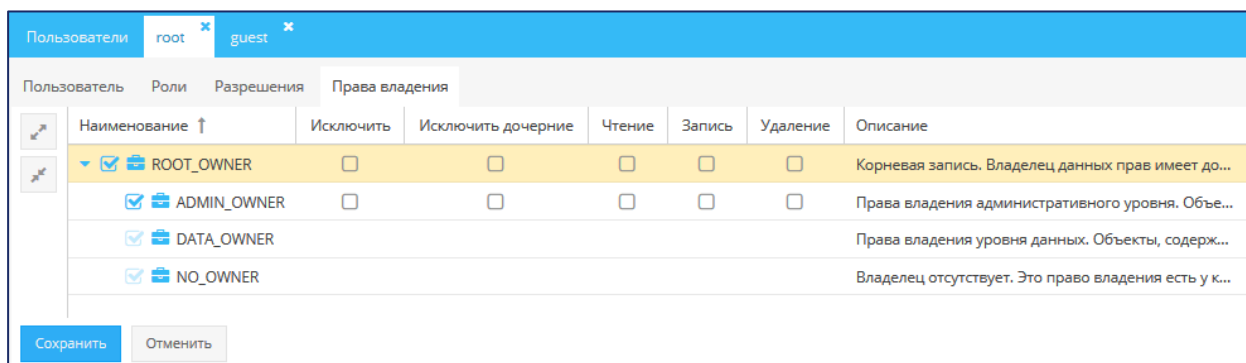 Пользователи root guest
Пользователь Роли Разрешения Права владения
Наименование Исключить Исключить дочерние Чтение Запись Удаление Описание
ROOT_OWNER Корневая запись. Владелец данных прав имеет до...
ADMIN_OWNER Права владения административного уровня. Объе...
DATA_OWNER Права владения уровня данных. Объекты, содерж...
NO_OWNER Владелец отсутствует. Это право владения есть у к...
Сохранить Отменить